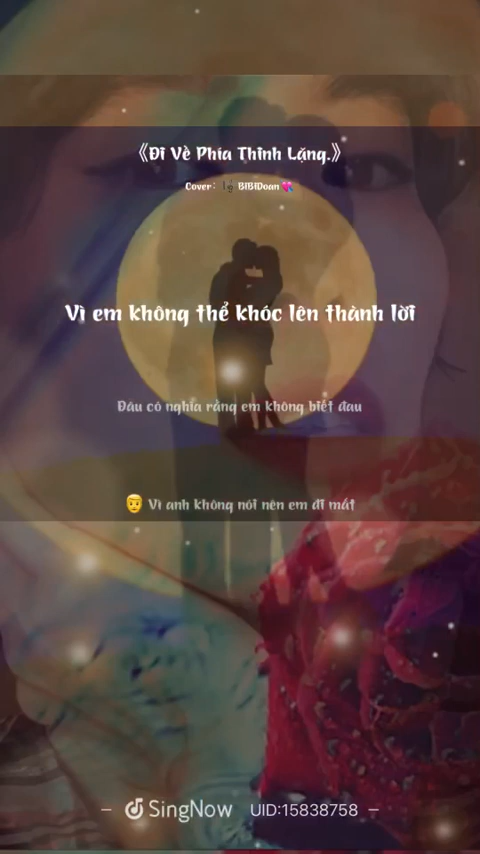 《Đi Về Phía Thinh Lặng.》
Cover: BIBIDoan 💘
Vì em không thể khóc lên thành lời
Đâu có nghĩa rằng em không biết đau
👨 Vì anh không nói nên em đi mất
SingNow UID:15838758